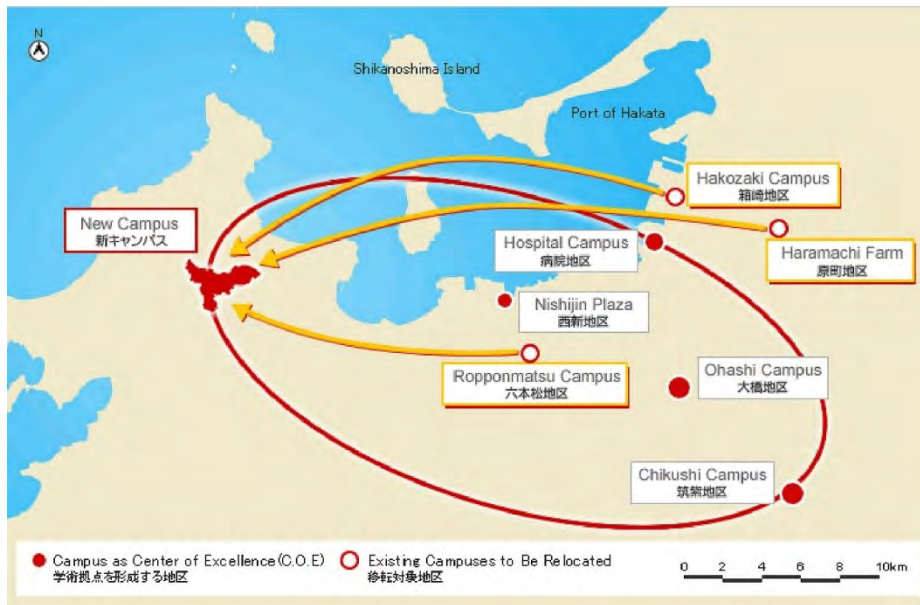 N
Shikanoshima Island
Port of Hakata
Hakozaki Campus
箱崎地区
New Campus
新キャンパス
Hospital Campus
病院地区
Haramachi Farm
原町地区
Nishijin Plaza
西新地区
Ropponmatsu Campus
六本松地区
Ohashi Campus
大橋地区
Chikushi Campus
筑紫地区
Campus as Center of Excellence(C.O.E)
学術拠点を形成する地区
Existing Campuses to Be Relocated
移転対象地区
0 2 4 6 8 10km